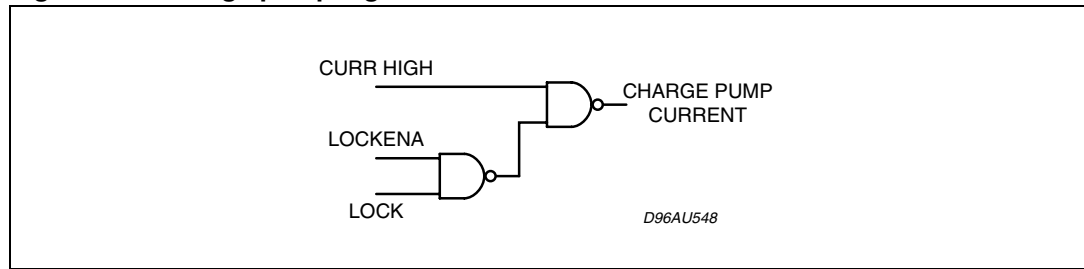 CURR HIGH
CHARGE PUMP
CURRENT
LOCKENA
LOCK
D96AU548